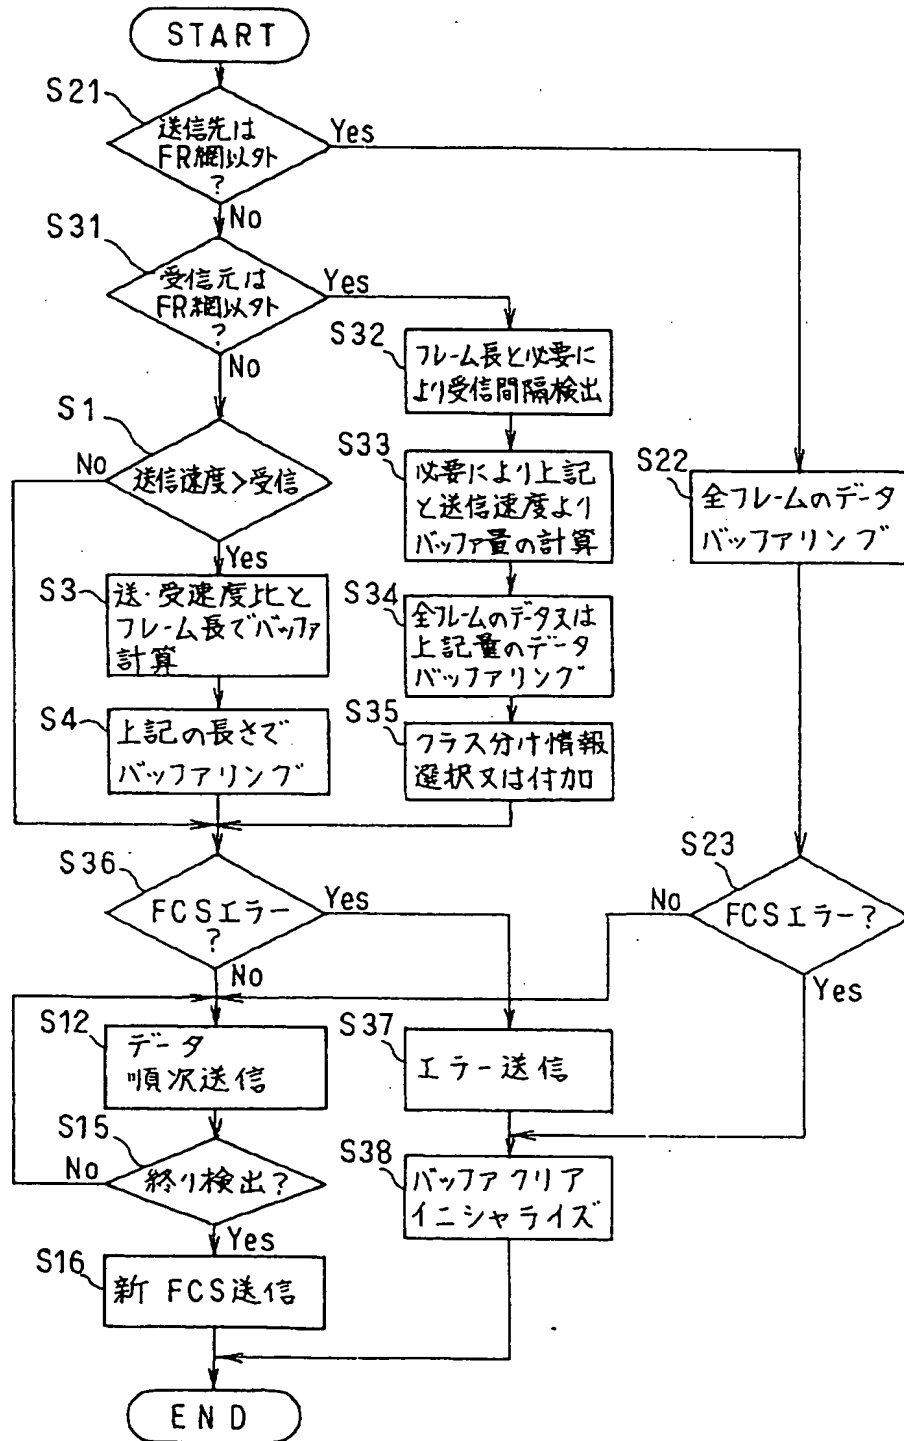 START
S21
送信先は
FR網以外
?
Yes
No
S31
受信元は
FR網以外
?
Yes
No
S32
フレーム長と必要に
より受信間隔検出
S1
送信速度>受信
No
Yes
S33
必要により上記
と送信速度より
バッファ量の計算
S22
全フレームのデータ
バッファリング
S3
送・受速度比と
フレーム長でバッファ
計算
S34
全フレームのデータ又は
上記量のデータ
バッファリング
S4
上記の長さで
バッファリング
S35
クラス分け情報
選択又は付加
S36
FCSエラー
?
Yes
No
S23
FCSエラー?
No
Yes
S12
データ
順次送信
S37
エラー送信
S15
終り検出?
No
Yes
S38
バッファクリア
イニシャライズ
S16
新FCS送信
END